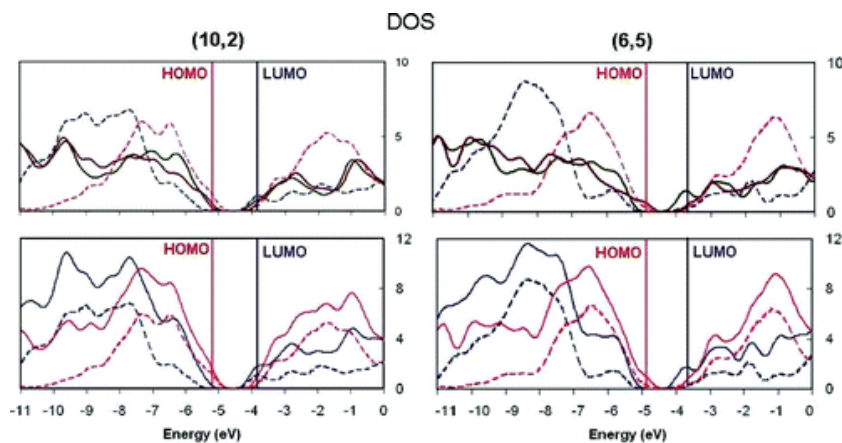 DOS
(10,2) (6,5)
HOMO LUMO HOMO LUMO
10 10
5 5
0 0
HOMO LUMO HOMO LUMO
12 12
8 8
4 4
0 0
-11 -10 -9 -8 -7 -6 -5 -4 -3 -2 -1 0 -11 -10 -9 -8 -7 -6 -5 -4 -3 -2 -1 0
Energy (eV) Energy (eV)